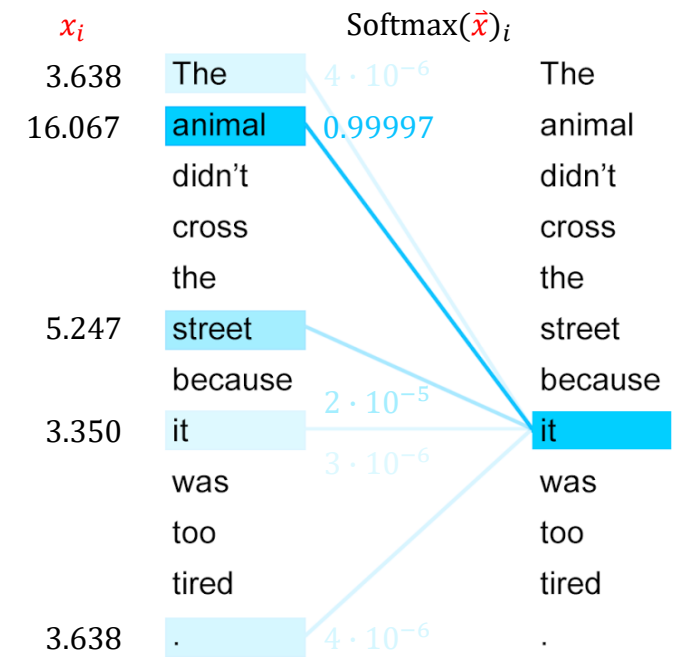 xᵢ Softmax(x⃗)ᵢ
3.638 The 4 · 10⁻⁶ The
16.067 animal 0.99997 animal
didn’t didn’t
cross cross
the the
5.247 street street
because because
2 · 10⁻⁵
3.350 it it
3 · 10⁻⁶
was was
too too
tired tired
3.638 . 4 · 10⁻⁶ .